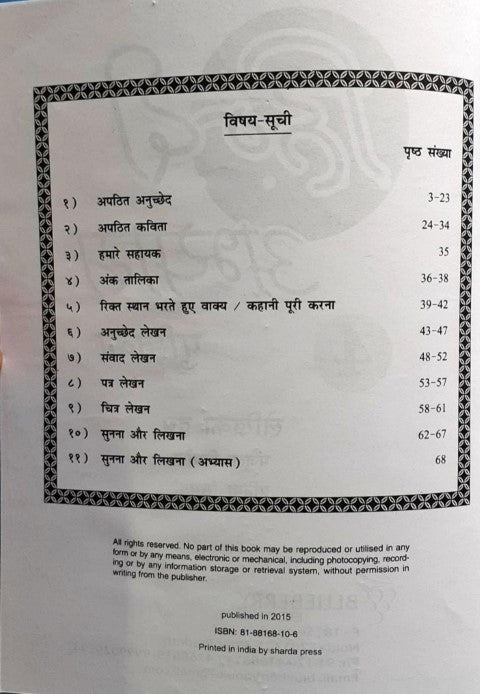 विषय-सूची
पृष्ठ संख्या
१) अपठित अनुच्छेद 3-23
२) अपठित कविता 24-34
३) हमारे सहायक 35
४) अंक तालिका 36-38
५) रिक्त स्थान भरते हुए वाक्य / कहानी पूरी करना 39-42
६) अनुच्छेद लेखन 43-47
७) संवाद लेखन 48-52
८) पत्र लेखन 53-57
९) चित्र लेखन 58-61
१०) सुनना और लिखना 62-67
११) सुनना और लिखना (अभ्यास) 68
All rights reserved. No part of this book may be reproduced or utilised in any
form or by any means, electronic or mechanical, including photocopying, record-
ing or by any information storage or retrieval system, without permission in
writing from the publisher.
published in 2015
ISBN: 81-88168-10-6
Printed in india by sharda press